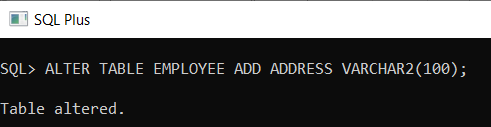 SQL Plus
SQL> ALTER TABLE EMPLOYEE ADD ADDRESS VARCHAR2(100);
Table altered.